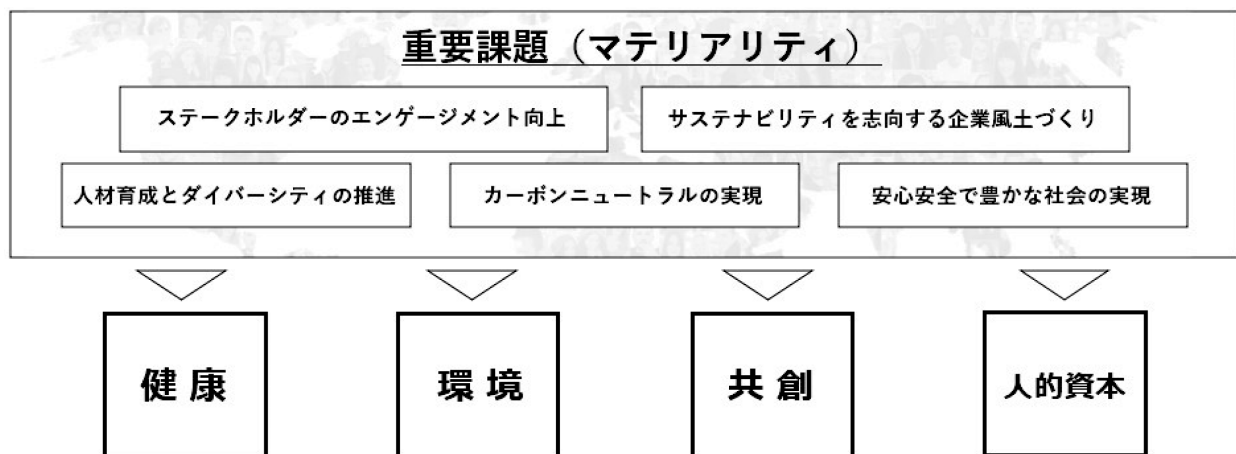 重要課題（マテリアリティ）
ステークホルダーのエンゲージメント向上
サステナビリティを志向する企業風土づくり
人材育成とダイバーシティの推進
カーボンニュートラルの実現
安心安全で豊かな社会の実現
健康
環境
共創
人的資本